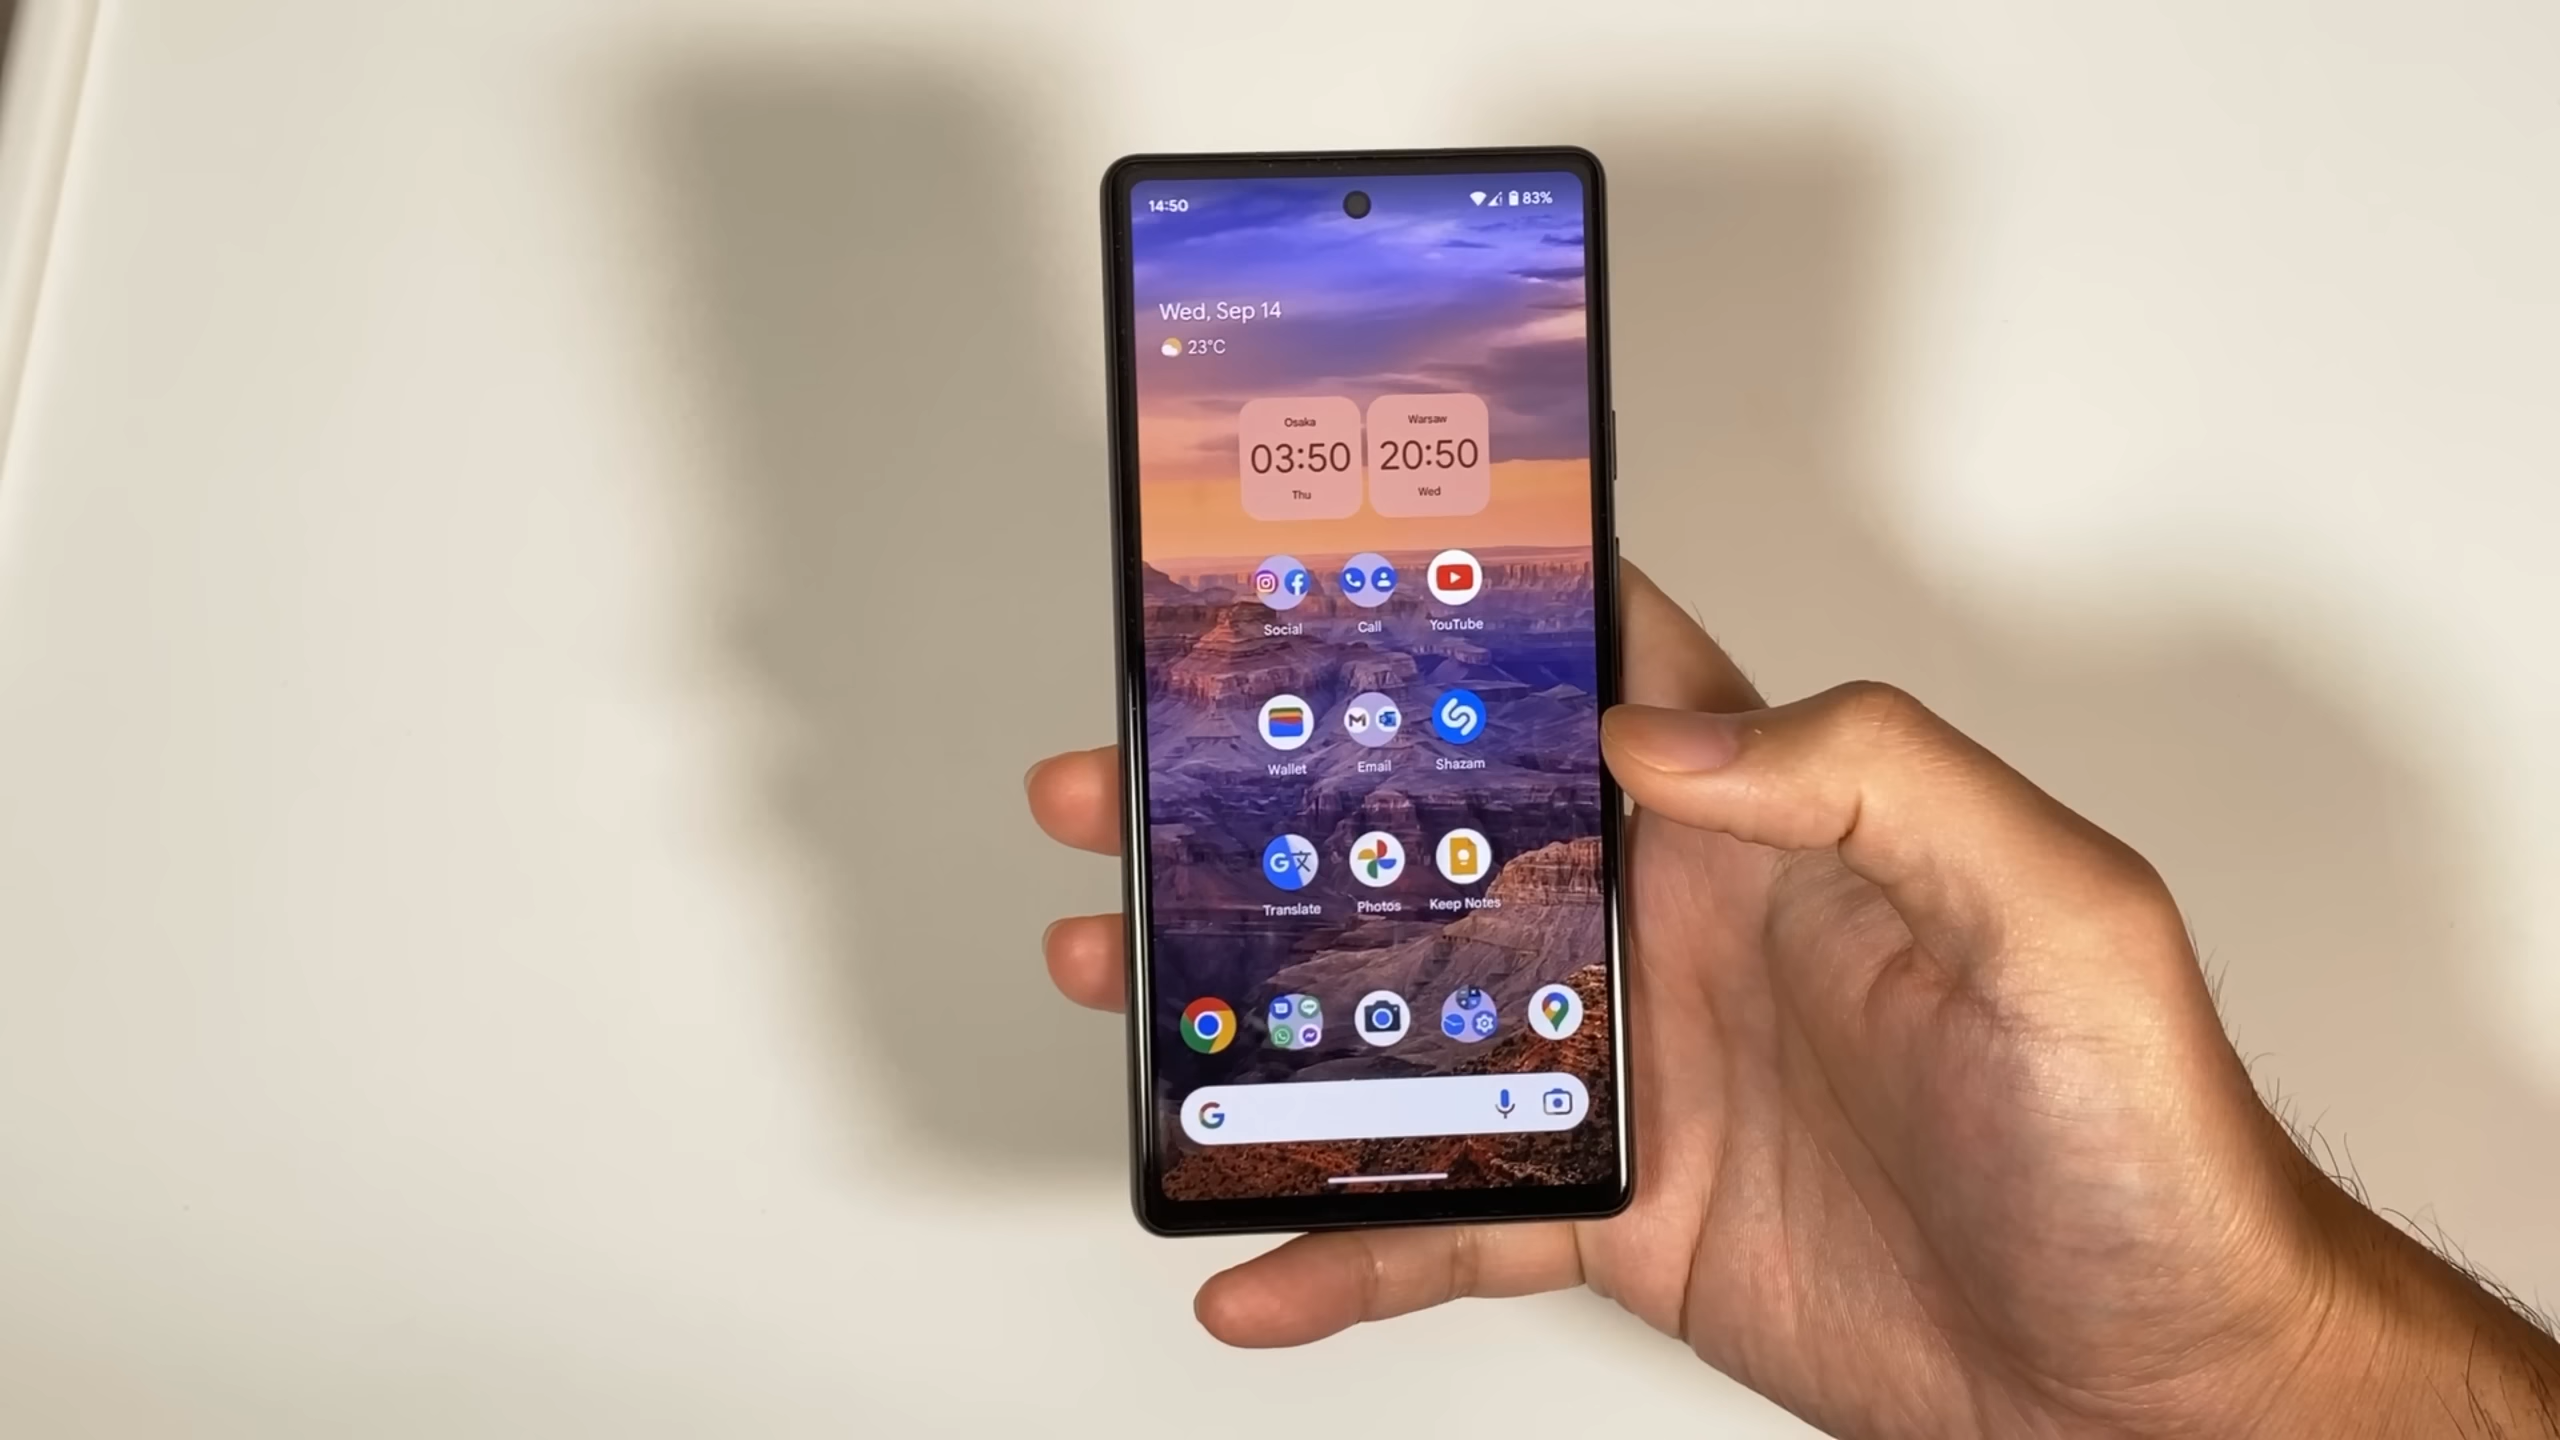 14:50
83%
Wed, Sep 14
23°C
Osaka
03:50
Thu
Warsaw
20:50
Wed
Social
Call
YouTube
Wallet
Email
Shazam
Translate
Photos
Keep Notes